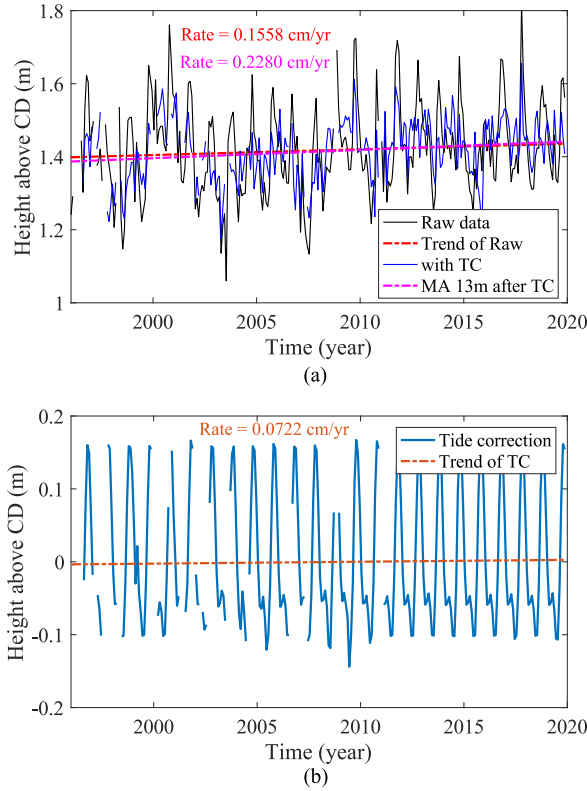 1.8
Rate = 0.1558 cm/yr
Rate = 0.2280 cm/yr
1.6
Height above CD (m)
1.4
1.2
Raw data
Trend of Raw
with TC
MA 13m after TC
1
2000 2005 2010 2015 2020
Time (year)
(a)
0.2
Rate = 0.0722 cm/yr
Tide correction
Trend of TC
0.1
Height above CD (m)
0
-0.1
-0.2
2000 2005 2010 2015 2020
Time (year)
(b)